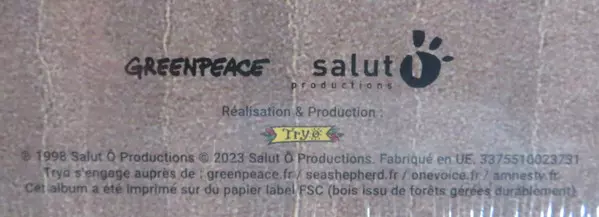 GREENPEACE salut Ô
productions
Réalisation & Production :
Tryö
℗ 1998 Salut Ô Productions © 2023 Salut Ô Productions. Fabriqué en UE. 3375510023731
Tryö s'engage auprès de : greenpeace.fr / seashepherd.fr / onevoice.fr / amnesty.fr
Cet album a été imprimé sur du papier label FSC (bois issu de forêts gérées durablement)